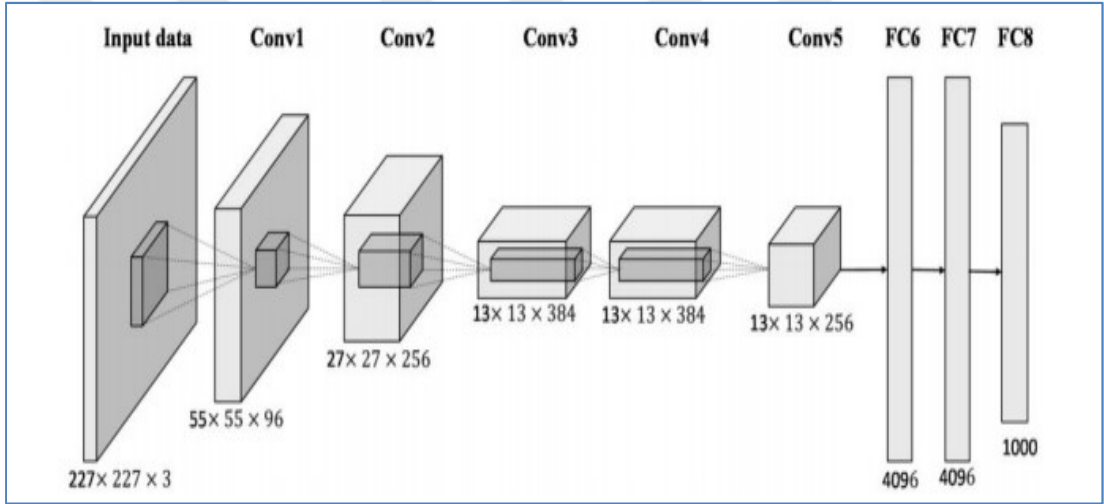 Input data Conv1 Conv2 Conv3 Conv4 Conv5 FC6 FC7 FC8
13× 13 × 384 13× 13 × 384 13× 13 × 256
27× 27 × 256
55× 55 × 96
1000
227× 227 × 3 4096 4096